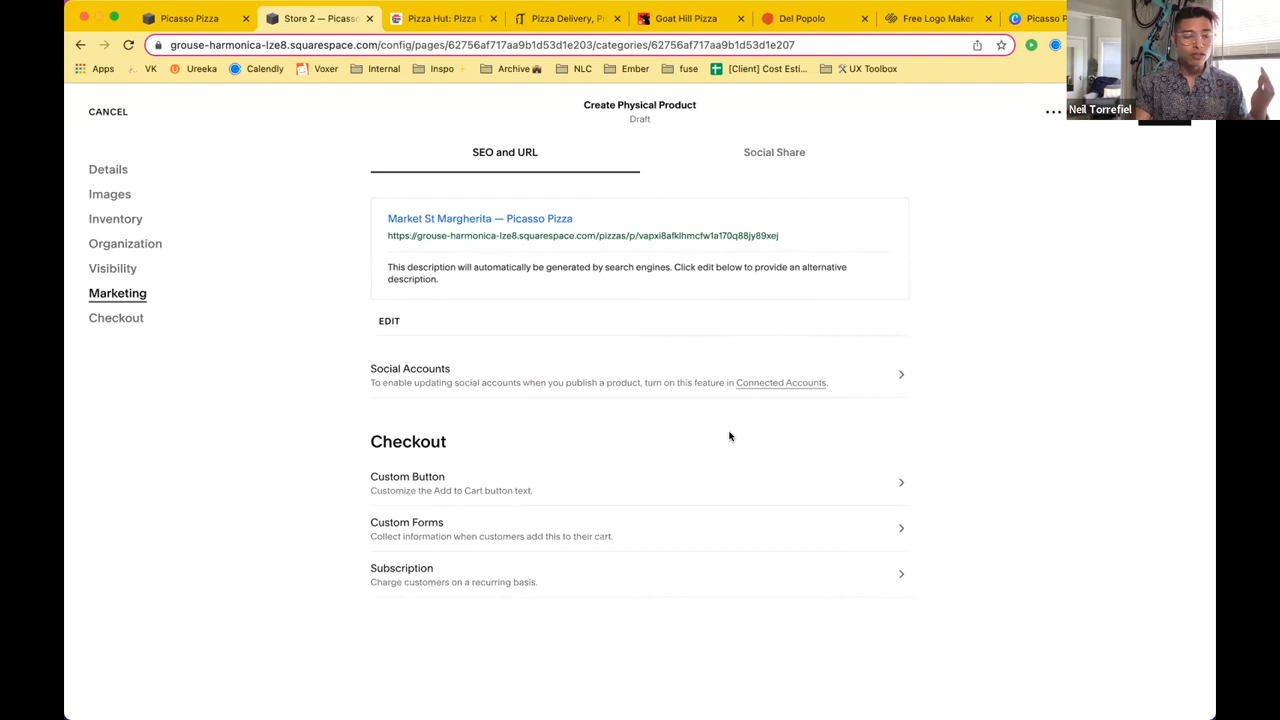 Picasso Pizza
Store 2 — Picasso
Pizza Hut: Pizza D
Pizza Delivery, Pi
Goat Hill Pizza
Del Popolo
Free Logo Maker
Picasso P
grouse-harmonica-lze8.squarespace.com/config/pages/62756af717aa9b1d53d1e203/categories/62756af717aa9b1d53d1e207
Apps
VK
Ureeka
Calendly
Voxer
Internal
Inspo
Archive
NLC
Ember
fuse
[Client] Cost Esti...
UX Toolbox
Neil Torrefiel
CANCEL
Create Physical Product
Draft
SEO and URL
Social Share
Details
Images
Inventory
Organization
Visibility
Marketing
Checkout
Market St Margherita — Picasso Pizza
https://grouse-harmonica-lze8.squarespace.com/pizzas/p/vapxi8afklhmcfw1a170q88jy89xej
This description will automatically be generated by search engines. Click edit below to provide an alternative
description.
EDIT
Social Accounts
To enable updating social accounts when you publish a product, turn on this feature in Connected Accounts.
Checkout
Custom Button
Customize the Add to Cart button text.
Custom Forms
Collect information when customers add this to their cart.
Subscription
Charge customers on a recurring basis.